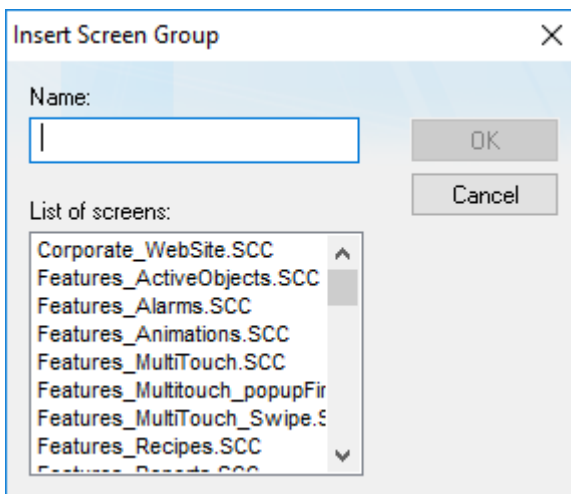 Insert Screen Group
Name:
OK
Cancel
List of screens:
Corporate_WebSite.SCC
Features_ActiveObjects.SCC
Features_Alarms.SCC
Features_Animations.SCC
Features_MultiTouch.SCC
Features_Multitouch_popupFir
Features_MultiTouch_Swipe.S
Features_Recipes.SCC